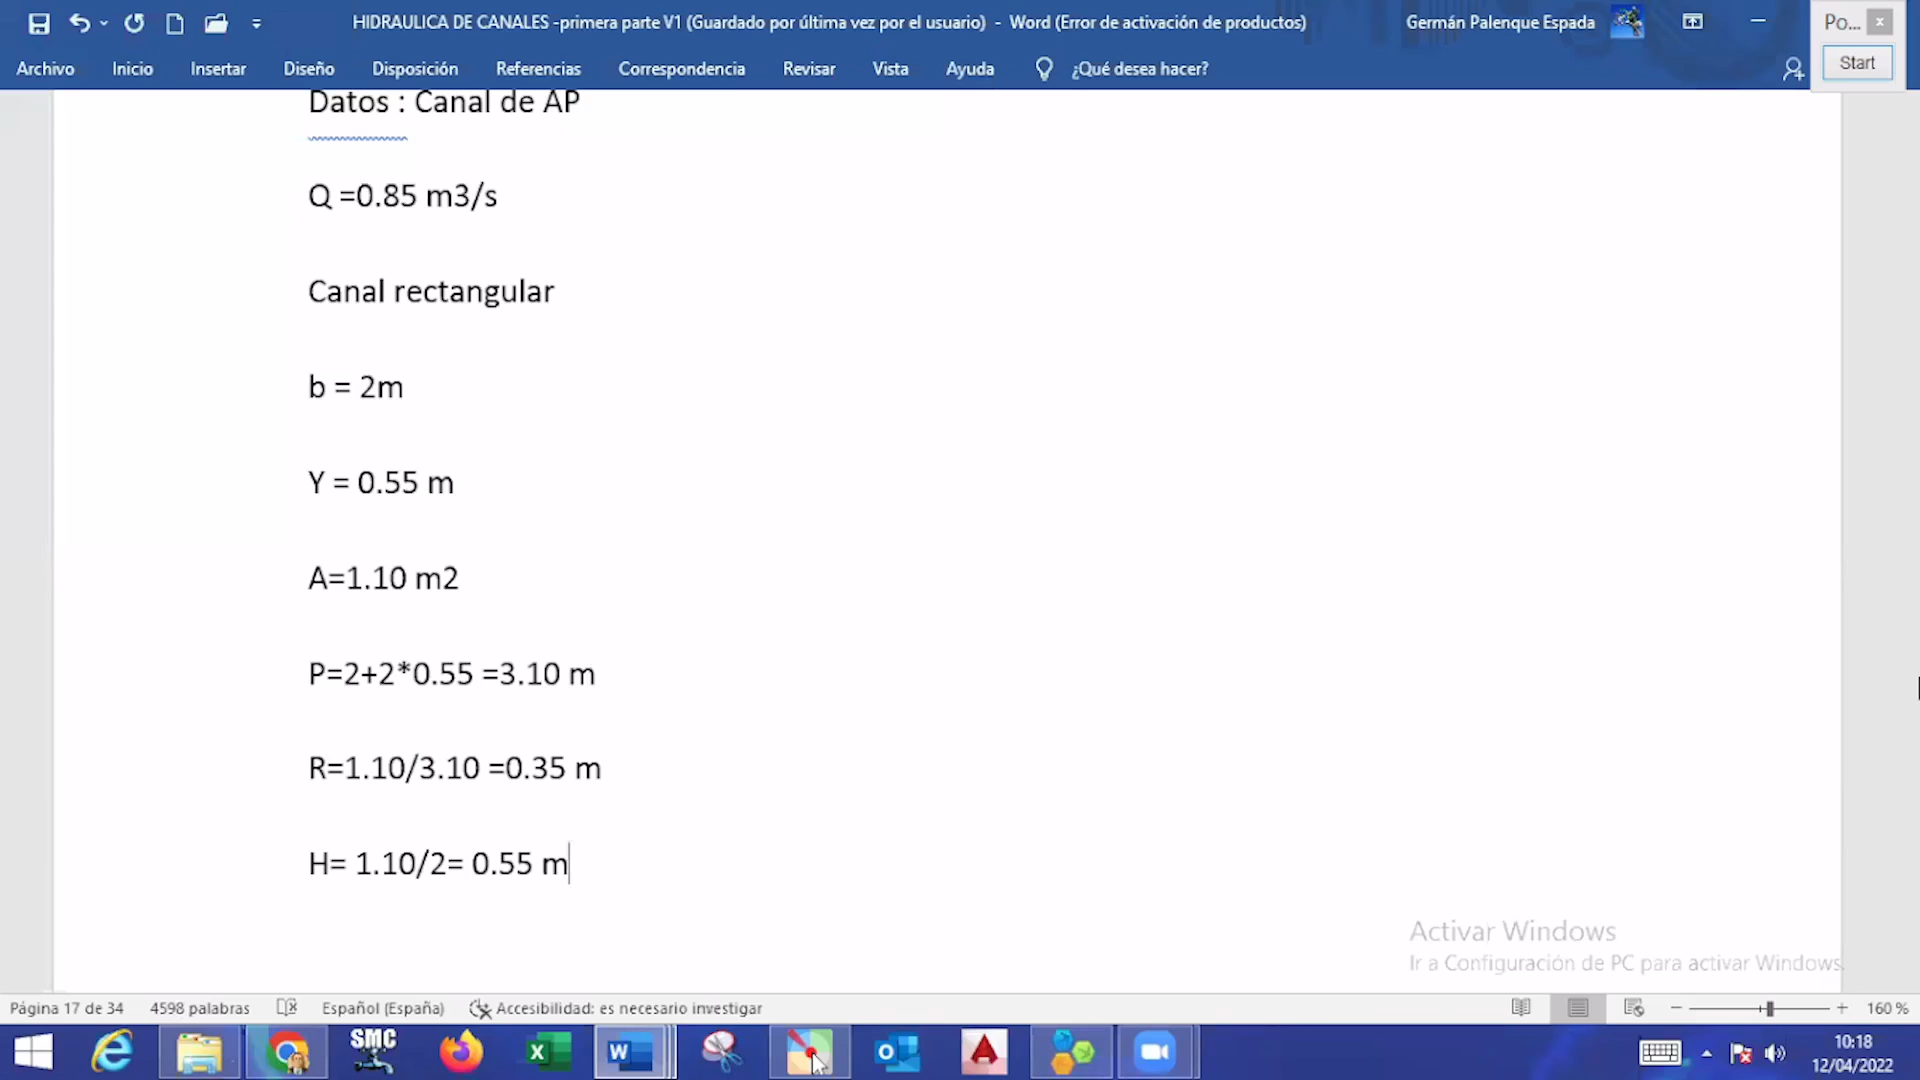 HIDRAULICA DE CANALES -primera parte V1 (Guardado por última vez por el usuario) - Word (Error de activación de productos)
Germán Palenque Espada
Po...
Start
Archivo Inicio Insertar Diseño Disposición Referencias Correspondencia Revisar Vista Ayuda ¿Qué desea hacer?
Datos : Canal de AP
Q =0.85 m3/s
Canal rectangular
b = 2m
Y = 0.55 m
A=1.10 m2
P=2+2*0.55 =3.10 m
R=1.10/3.10 =0.35 m
H= 1.10/2= 0.55 m
Activar Windows
Ir a Configuración de PC para activar Windows.
Página 17 de 34 4598 palabras Español (España) Accesibilidad: es necesario investigar 160 %
SMC
10:18
12/04/2022